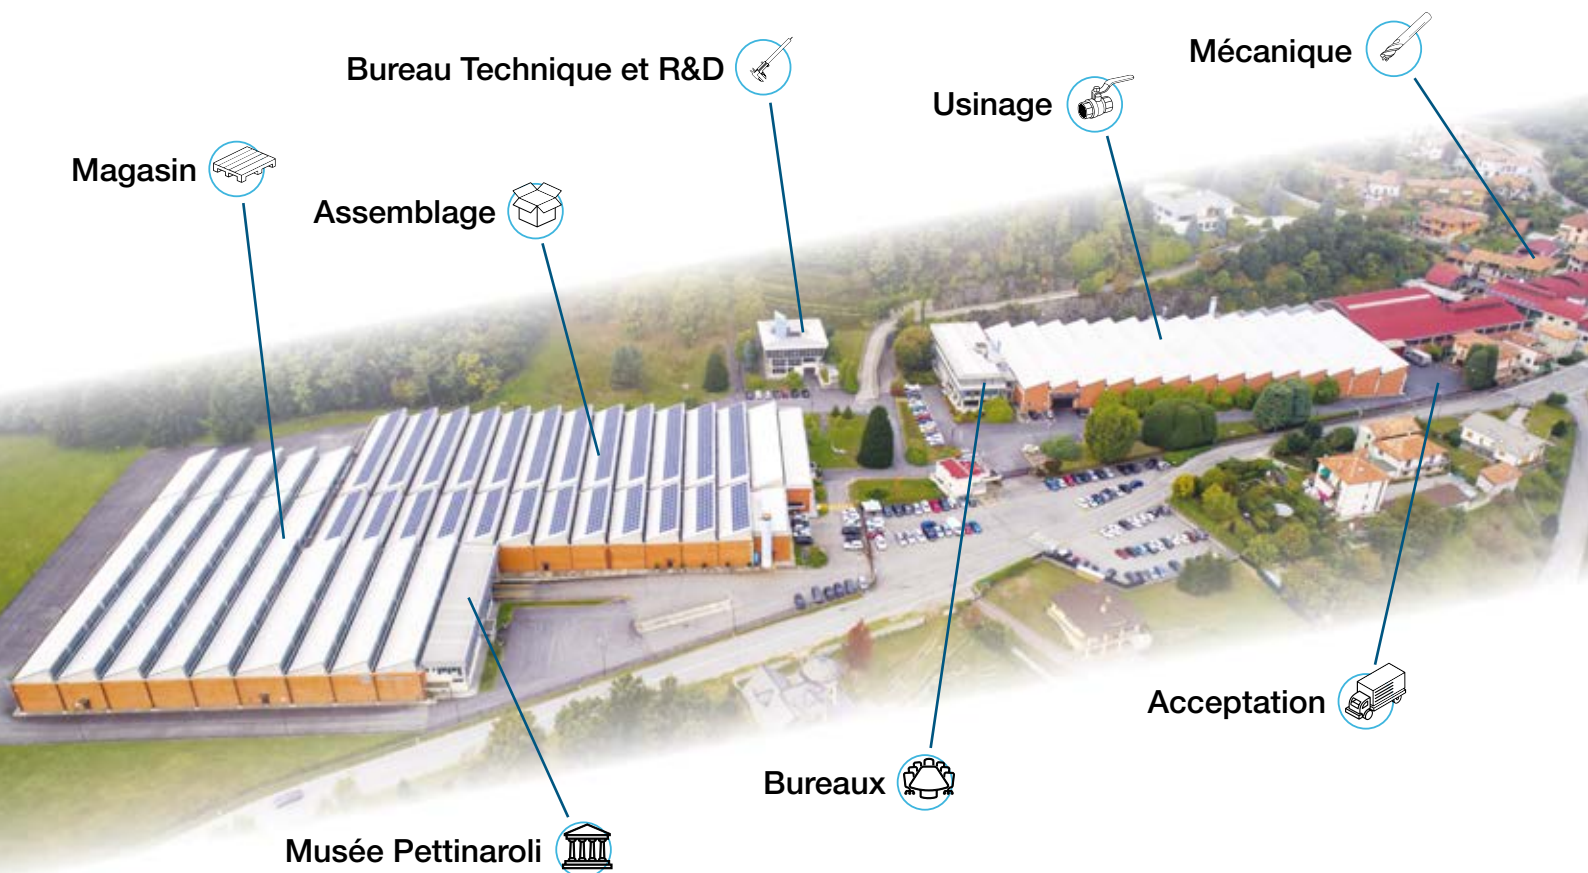 Mécanique
Bureau Technique et R&D
Usinage
Magasin
Assemblage
Acceptation
Bureaux
Musée Pettinaroli